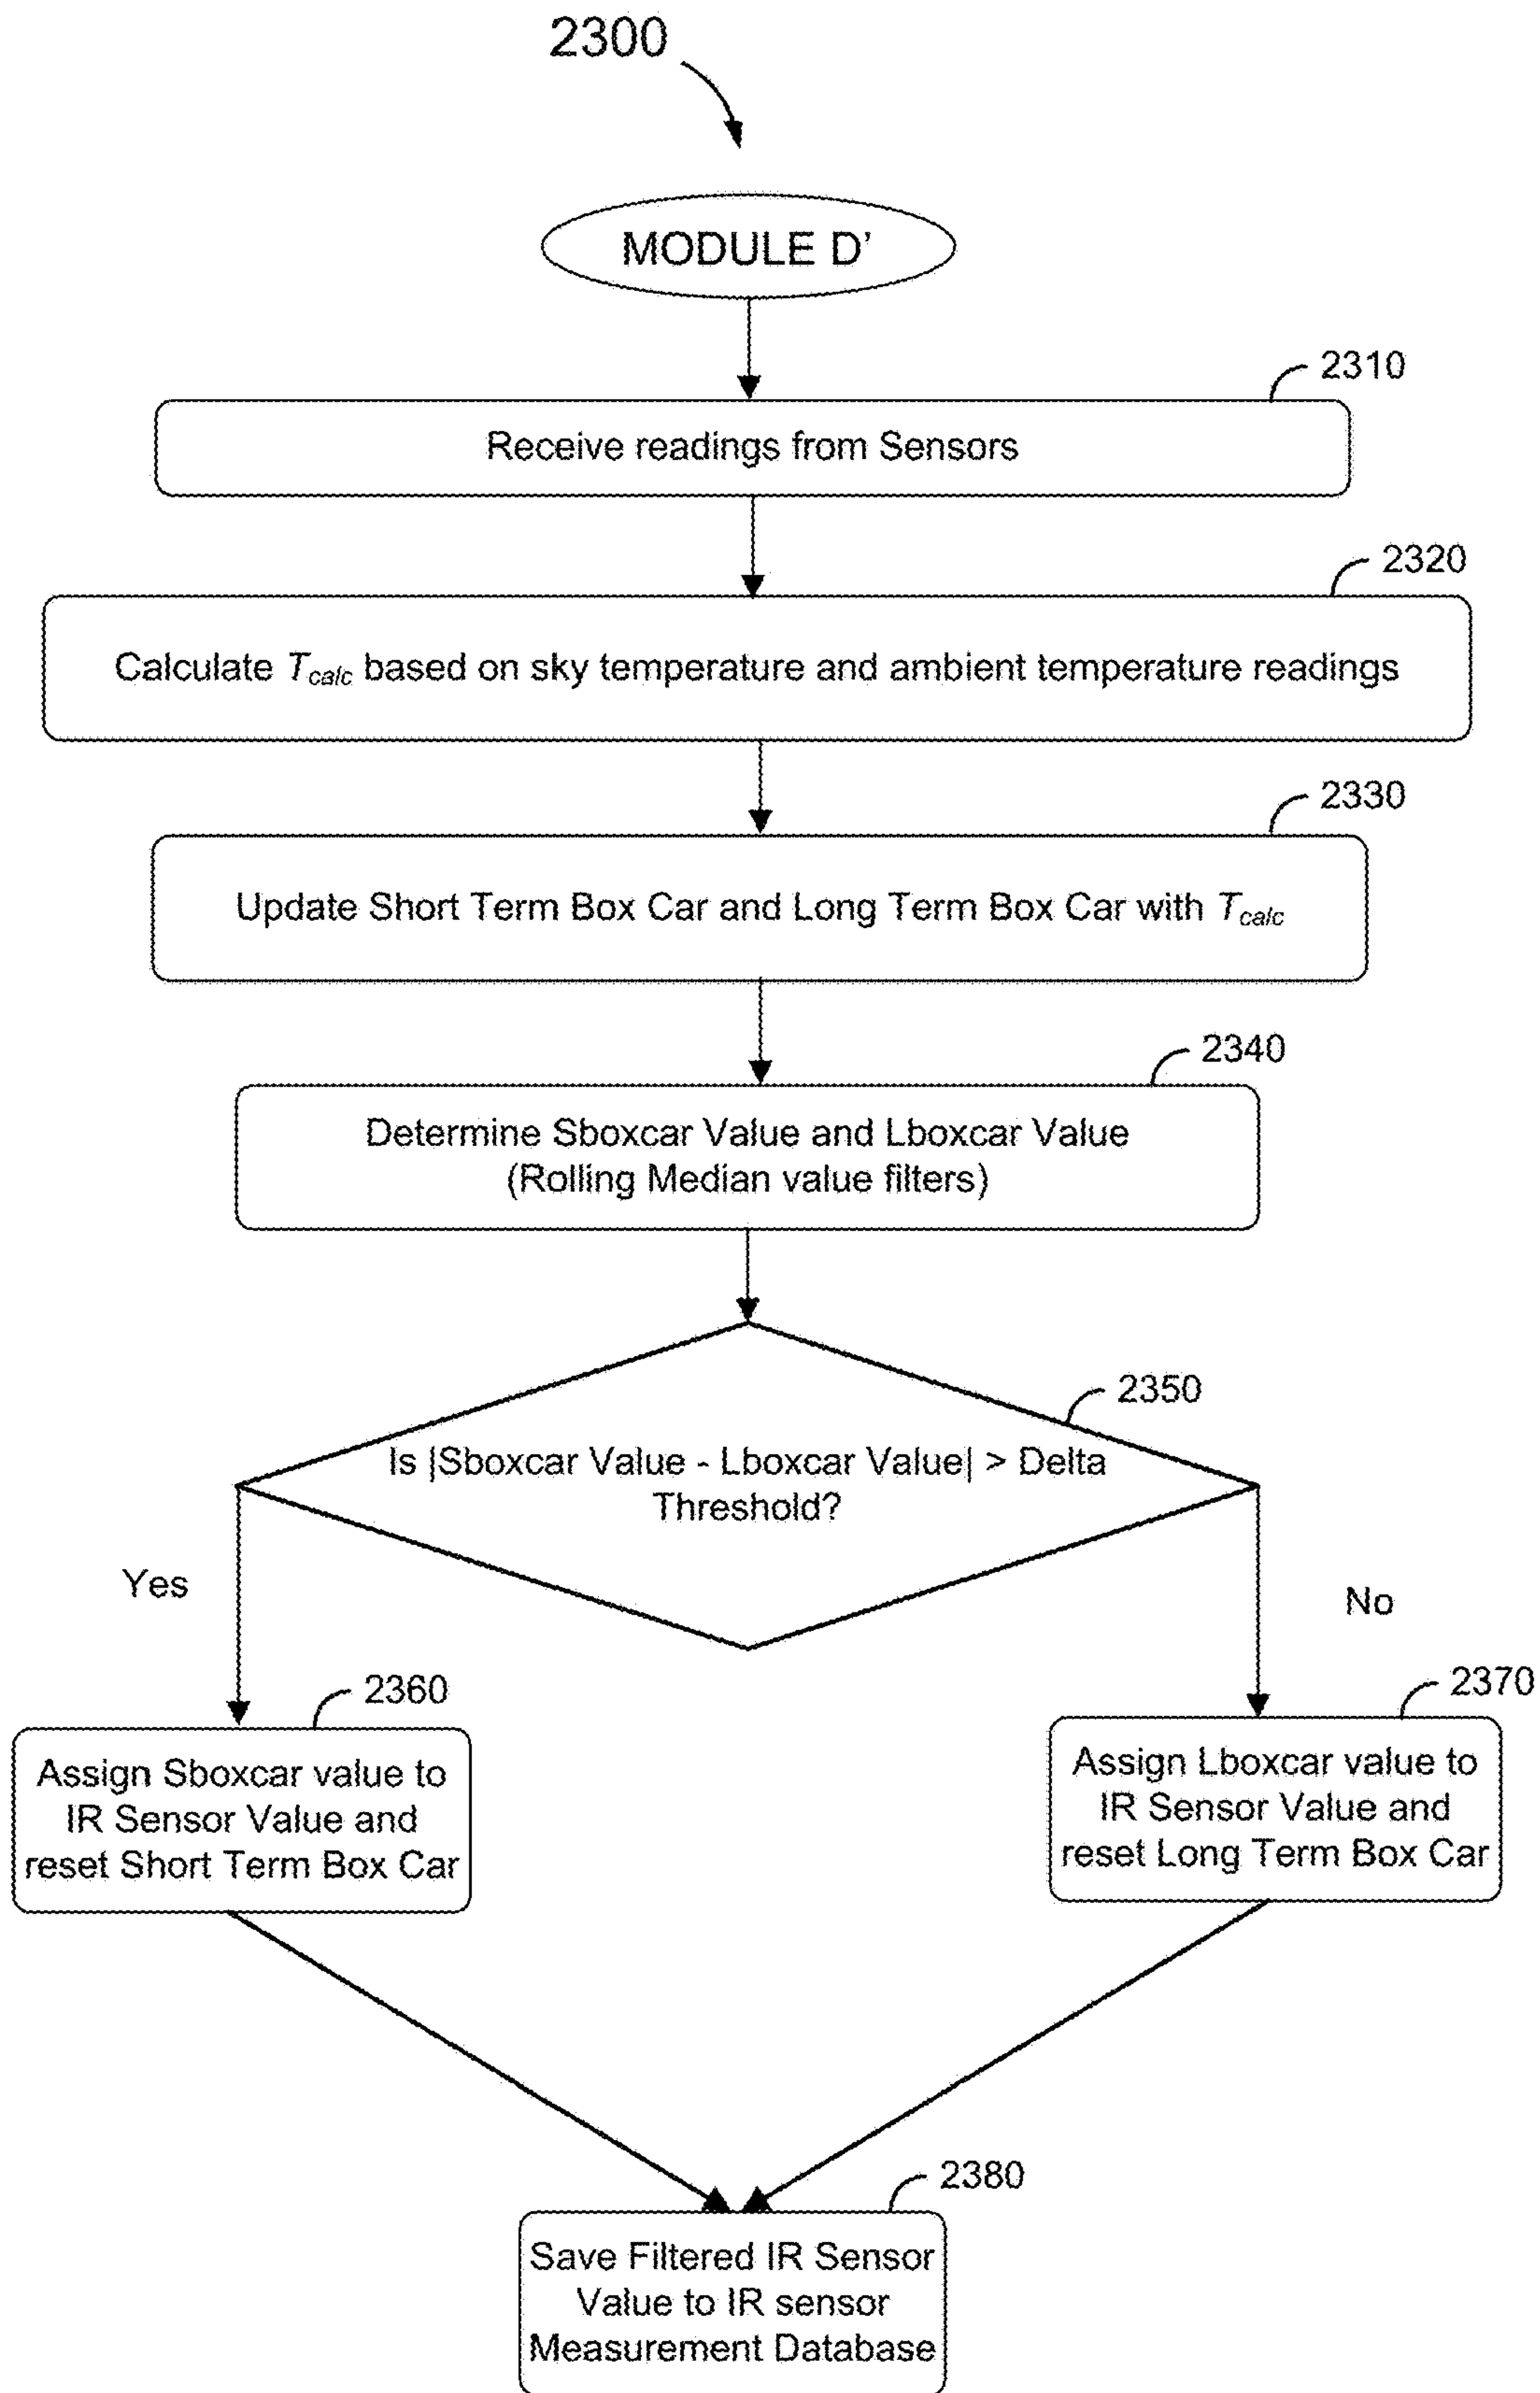 2300
MODULE D'
2310
Receive readings from Sensors
2320
Calculate Tcalc based on sky temperature and ambient temperature readings
2330
Update Short Term Box Car and Long Term Box Car with Tcalc
2340
Determine Sboxcar Value and Lboxcar Value
(Rolling Median value filters)
2350
Is |Sboxcar Value - Lboxcar Value| > Delta
Threshold?
Yes
No
2360
Assign Sboxcar value to
IR Sensor Value and
reset Short Term Box Car
2370
Assign Lboxcar value to
IR Sensor Value and
reset Long Term Box Car
2380
Save Filtered IR Sensor
Value to IR sensor
Measurement Database